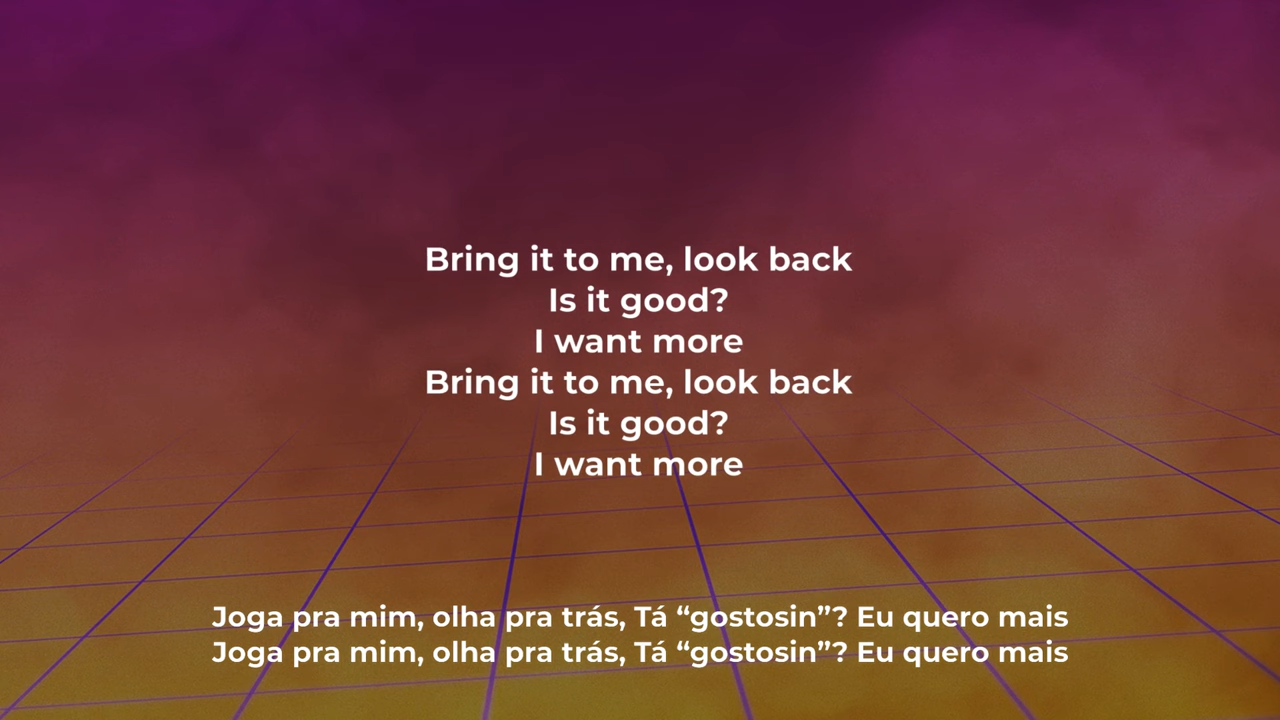 Bring it to me, look back
Is it good?
I want more
Bring it to me, look back
Is it good?
I want more
Joga pra mim, olha pra trás, Tá “gostosin”? Eu quero mais
Joga pra mim, olha pra trás, Tá “gostosin”? Eu quero mais